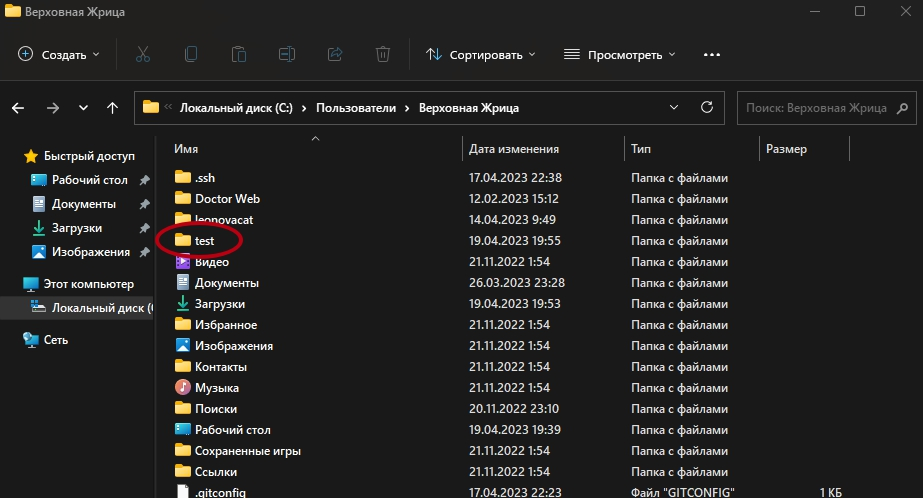 Верховная Жрица
Создать Сортировать Просмотреть
Локальный диск (C:) Пользователи Верховная Жрица Поиск: Верховная Жрица
Имя Дата изменения Тип Размер
Быстрый доступ
Рабочий стол
Документы
Загрузки
Изображения
Этот компьютер
Локальный диск (
Сеть
.ssh 17.04.2023 22:38 Папка с файлами
Doctor Web 12.02.2023 15:12 Папка с файлами
leonovacat 14.04.2023 9:49 Папка с файлами
test 19.04.2023 19:55 Папка с файлами
Видео 21.11.2022 1:54 Папка с файлами
Документы 26.03.2023 23:28 Папка с файлами
Загрузки 19.04.2023 19:53 Папка с файлами
Избранное 21.11.2022 1:54 Папка с файлами
Изображения 21.11.2022 1:54 Папка с файлами
Контакты 21.11.2022 1:54 Папка с файлами
Музыка 21.11.2022 1:54 Папка с файлами
Поиски 20.11.2022 23:10 Папка с файлами
Рабочий стол 19.04.2023 19:39 Папка с файлами
Сохраненные игры 21.11.2022 1:54 Папка с файлами
Ссылки 21.11.2022 1:54 Папка с файлами
.gitconfig 17.04.2023 22:23 Файл "GITCONFIG" 1 КБ